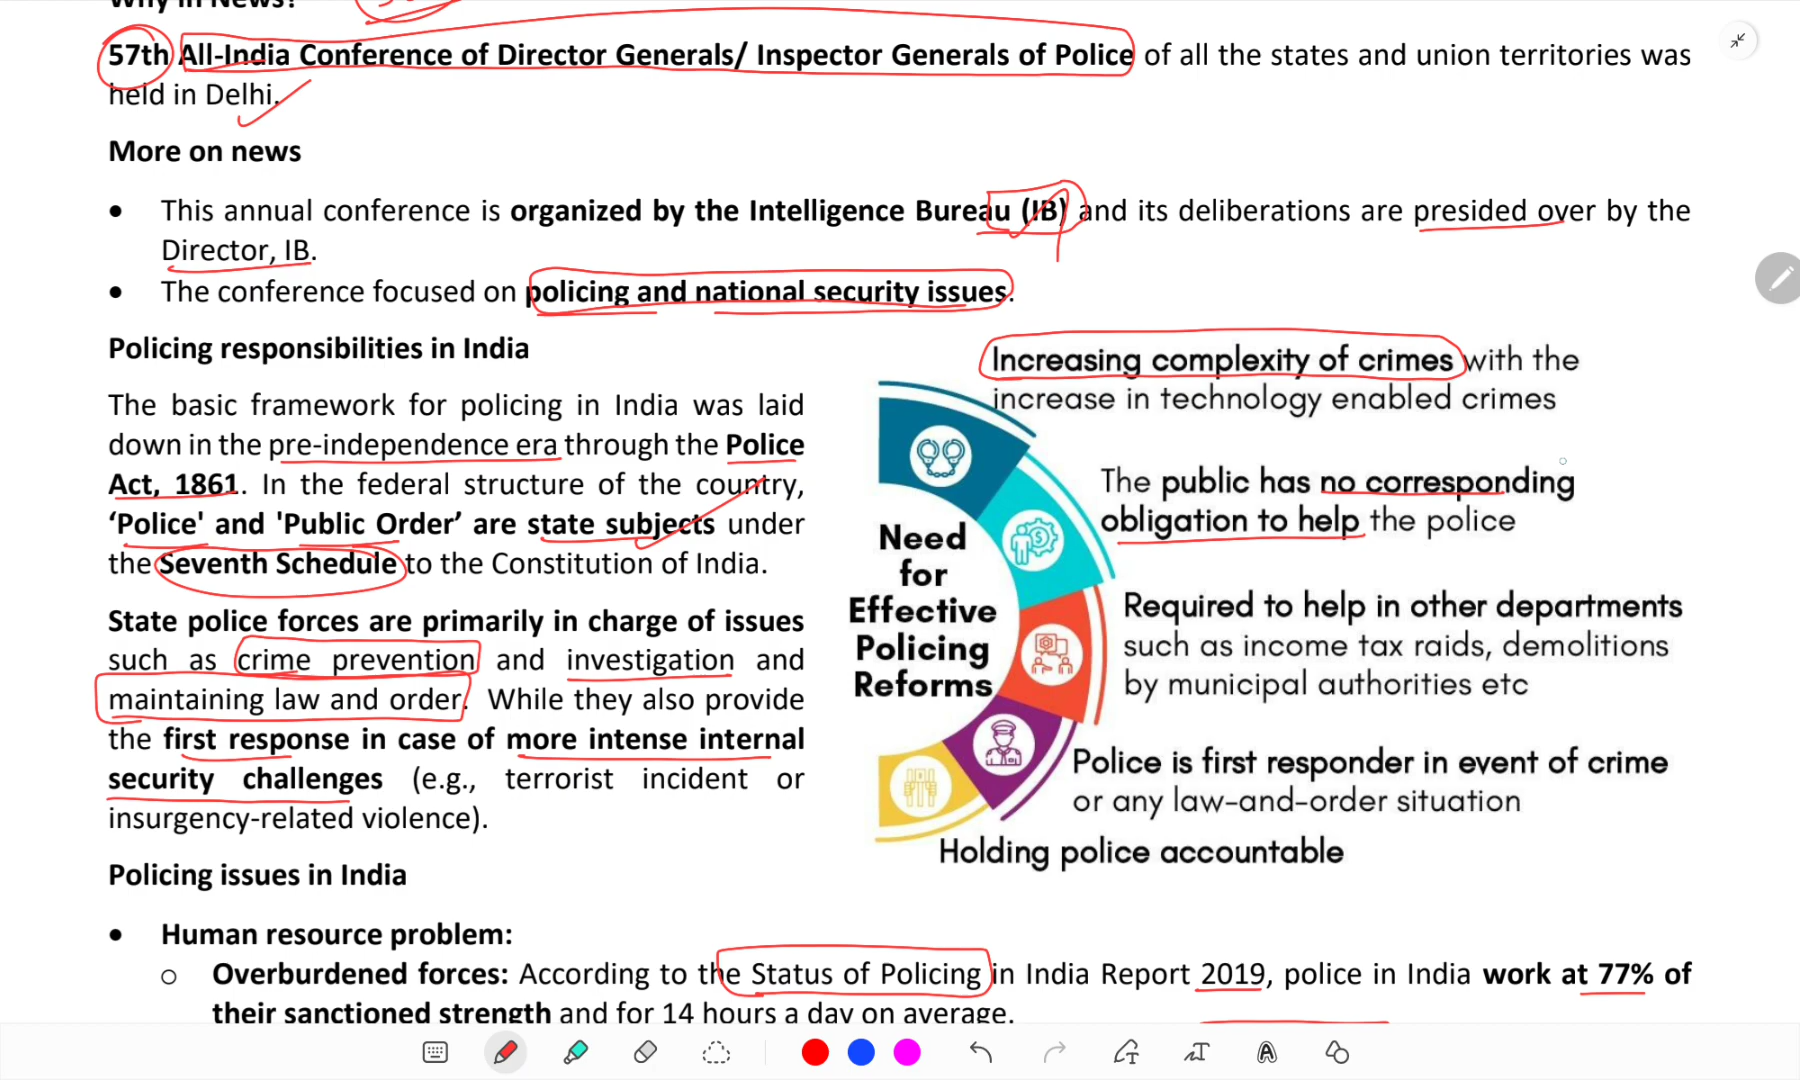 Why in News?
57th All-India Conference of Director Generals/ Inspector Generals of Police of all the states and union territories was
held in Delhi.
More on news
• This annual conference is organized by the Intelligence Bureau (IB) and its deliberations are presided over by the
Director, IB.
• The conference focused on policing and national security issues.
Policing responsibilities in India
The basic framework for policing in India was laid
down in the pre-independence era through the Police
Act, 1861. In the federal structure of the country,
‘Police' and 'Public Order’ are state subjects under
the Seventh Schedule to the Constitution of India.
State police forces are primarily in charge of issues
such as crime prevention and investigation and
maintaining law and order. While they also provide
the first response in case of more intense internal
security challenges (e.g., terrorist incident or
insurgency-related violence).
Need
for
Effective
Policing
Reforms
Increasing complexity of crimes with the
increase in technology enabled crimes
The public has no corresponding
obligation to help the police
Required to help in other departments
such as income tax raids, demolitions
by municipal authorities etc
Police is first responder in event of crime
or any law-and-order situation
Holding police accountable
Policing issues in India
• Human resource problem:
o Overburdened forces: According to the Status of Policing in India Report 2019, police in India work at 77% of
their sanctioned strength and for 14 hours a day on average.